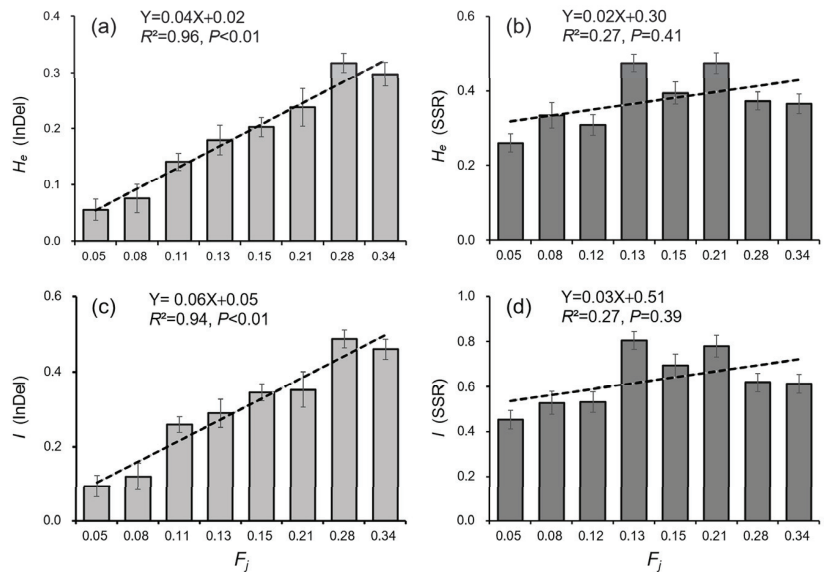 (a)
Y=0.04X+0.02
R²=0.96, P<0.01
He (InDel)
0.4
0.3
0.2
0.1
0.0
0.05 0.08 0.11 0.13 0.15 0.21 0.28 0.34
(b)
Y=0.02X+0.30
R²=0.27, P=0.41
He (SSR)
0.6
0.4
0.2
0.0
0.05 0.08 0.12 0.13 0.15 0.21 0.28 0.34
(c)
Y= 0.06X+0.05
R²=0.94, P<0.01
I (InDel)
0.6
0.4
0.2
0.0
0.05 0.08 0.11 0.13 0.15 0.21 0.28 0.34
Fj
(d)
Y=0.03X+0.51
R²=0.27, P=0.39
I (SSR)
1.0
0.8
0.6
0.4
0.2
0.0
0.05 0.08 0.12 0.13 0.15 0.21 0.28 0.34
Fj